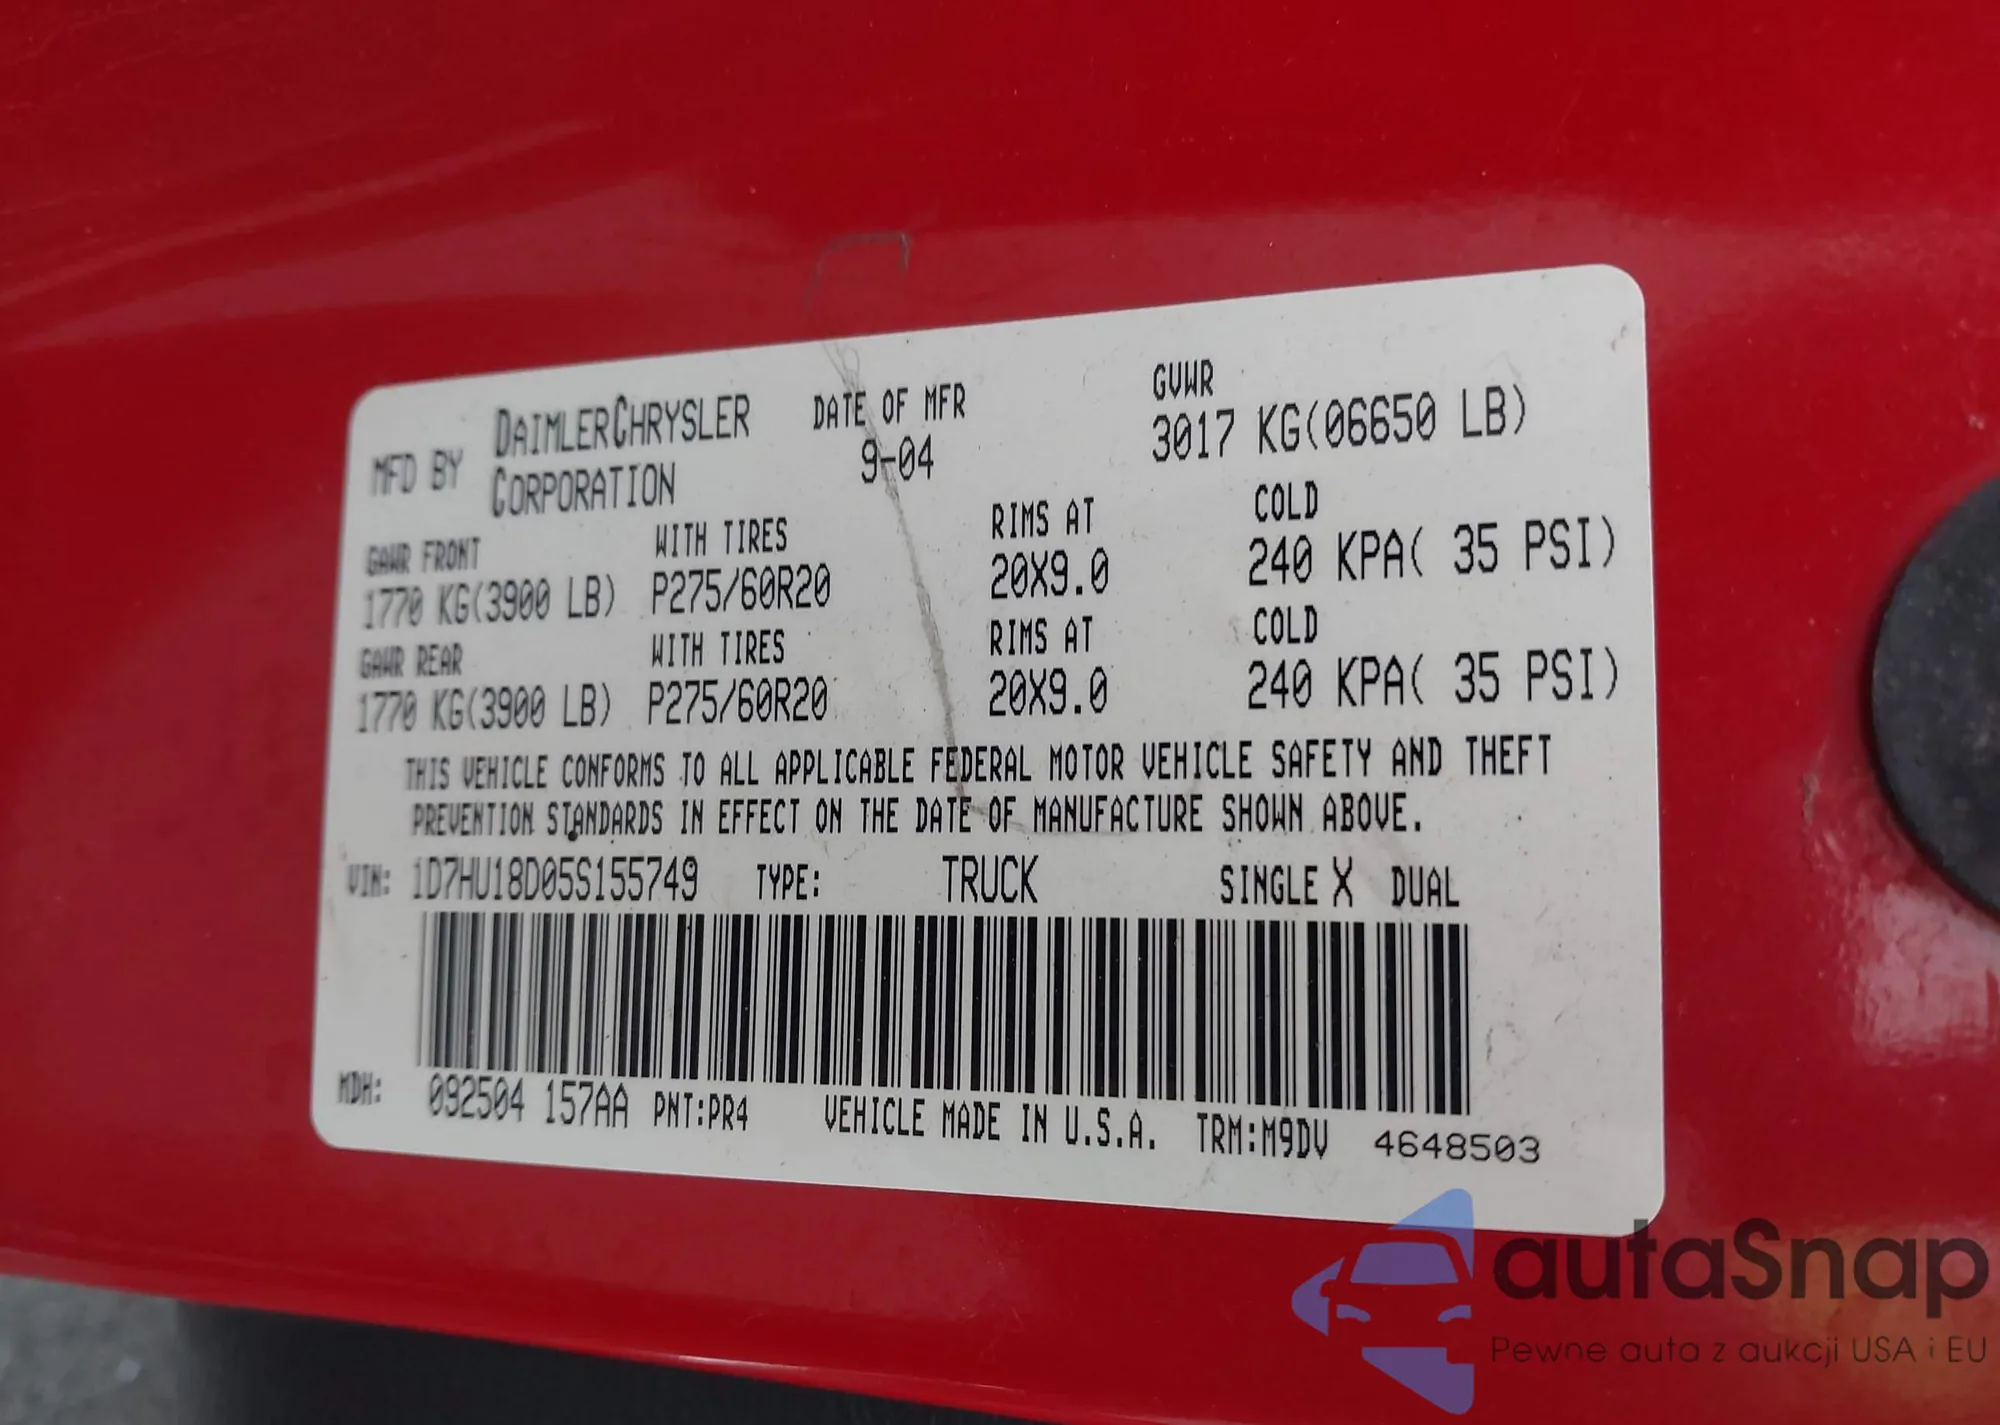 MFD BY DAIMLERCHRYSLER CORPORATION DATE OF MFR 9-04 GVWR 3017 KG(06650 LB)
GAWR FRONT WITH TIRES RIMS AT COLD
1770 KG(3900 LB) P275/60R20 20X9.0 240 KPA( 35 PSI)
GAWR REAR WITH TIRES RIMS AT COLD
1770 KG(3900 LB) P275/60R20 20X9.0 240 KPA( 35 PSI)
THIS VEHICLE CONFORMS TO ALL APPLICABLE FEDERAL MOTOR VEHICLE SAFETY AND THEFT
PREVENTION STANDARDS IN EFFECT ON THE DATE OF MANUFACTURE SHOWN ABOVE.
VIN: 1D7HU18D05S155749 TYPE: TRUCK SINGLE X DUAL
MDH: 092504 157AA PNT:PR4 VEHICLE MADE IN U.S.A. TRM:M9DV 4648503
autaSnap
Pewne auta z aukcji USA i EU